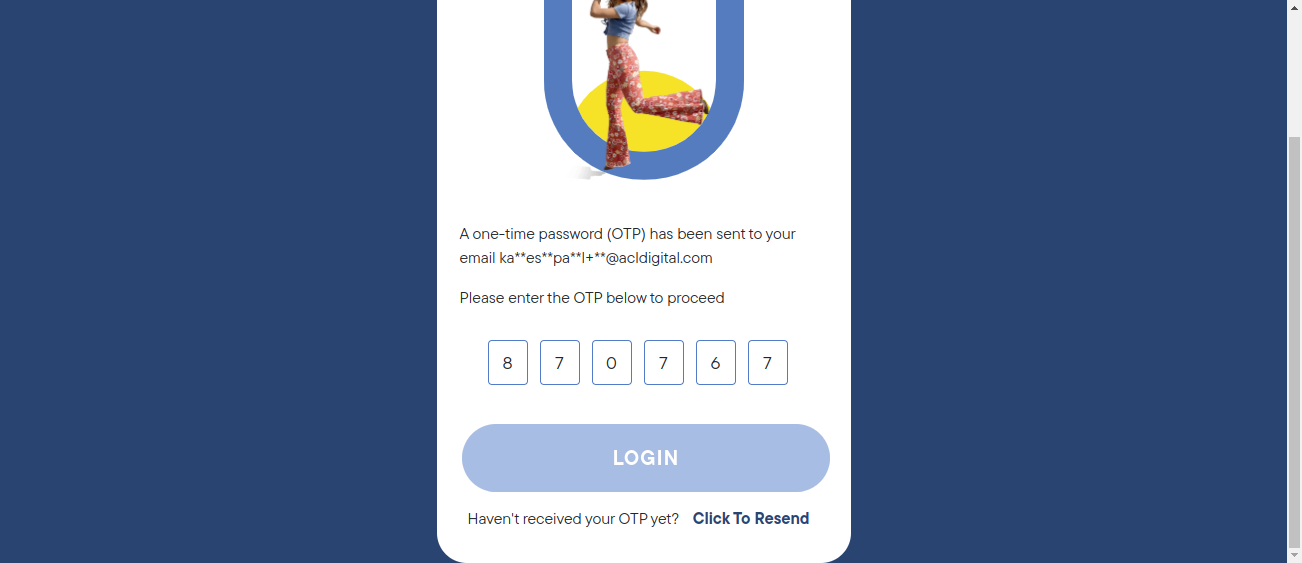 A one-time password (OTP) has been sent to your
email ka**es**pa**l+**@acldigital.com
Please enter the OTP below to proceed
8 7 0 7 6 7
LOGIN
Haven't received your OTP yet? Click To Resend